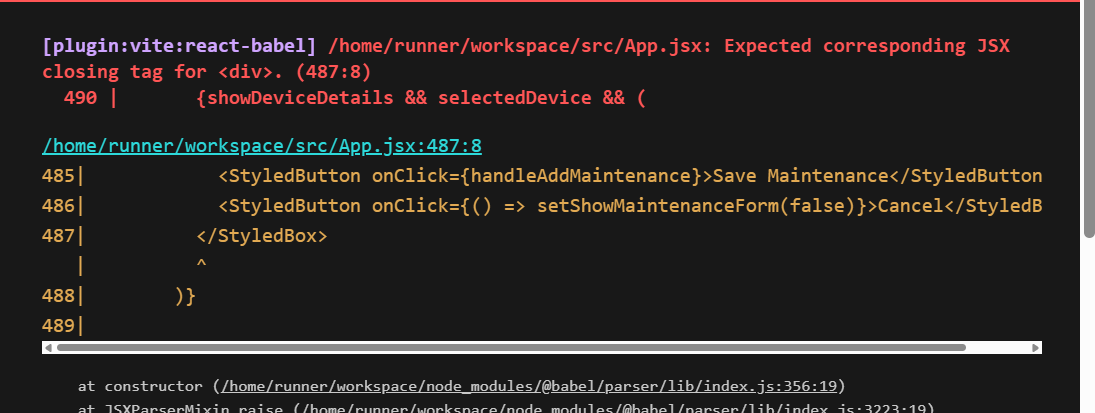 [plugin:vite:react-babel] /home/runner/workspace/src/App.jsx: Expected corresponding JSX
closing tag for <div>. (487:8)
490 |       {showDeviceDetails && selectedDevice && (
/home/runner/workspace/src/App.jsx:487:8
485|            <StyledButton onClick={handleAddMaintenance}>Save Maintenance</StyledButton
486|            <StyledButton onClick={() => setShowMaintenanceForm(false)}>Cancel</StyledB
487|          </StyledBox>
|          ^
488|        )}
489|
at constructor (/home/runner/workspace/node_modules/@babel/parser/lib/index.js:356:19)
at JSXParserMixin.raise (/home/runner/workspace/node_modules/@babel/parser/lib/index.js:3223:19)